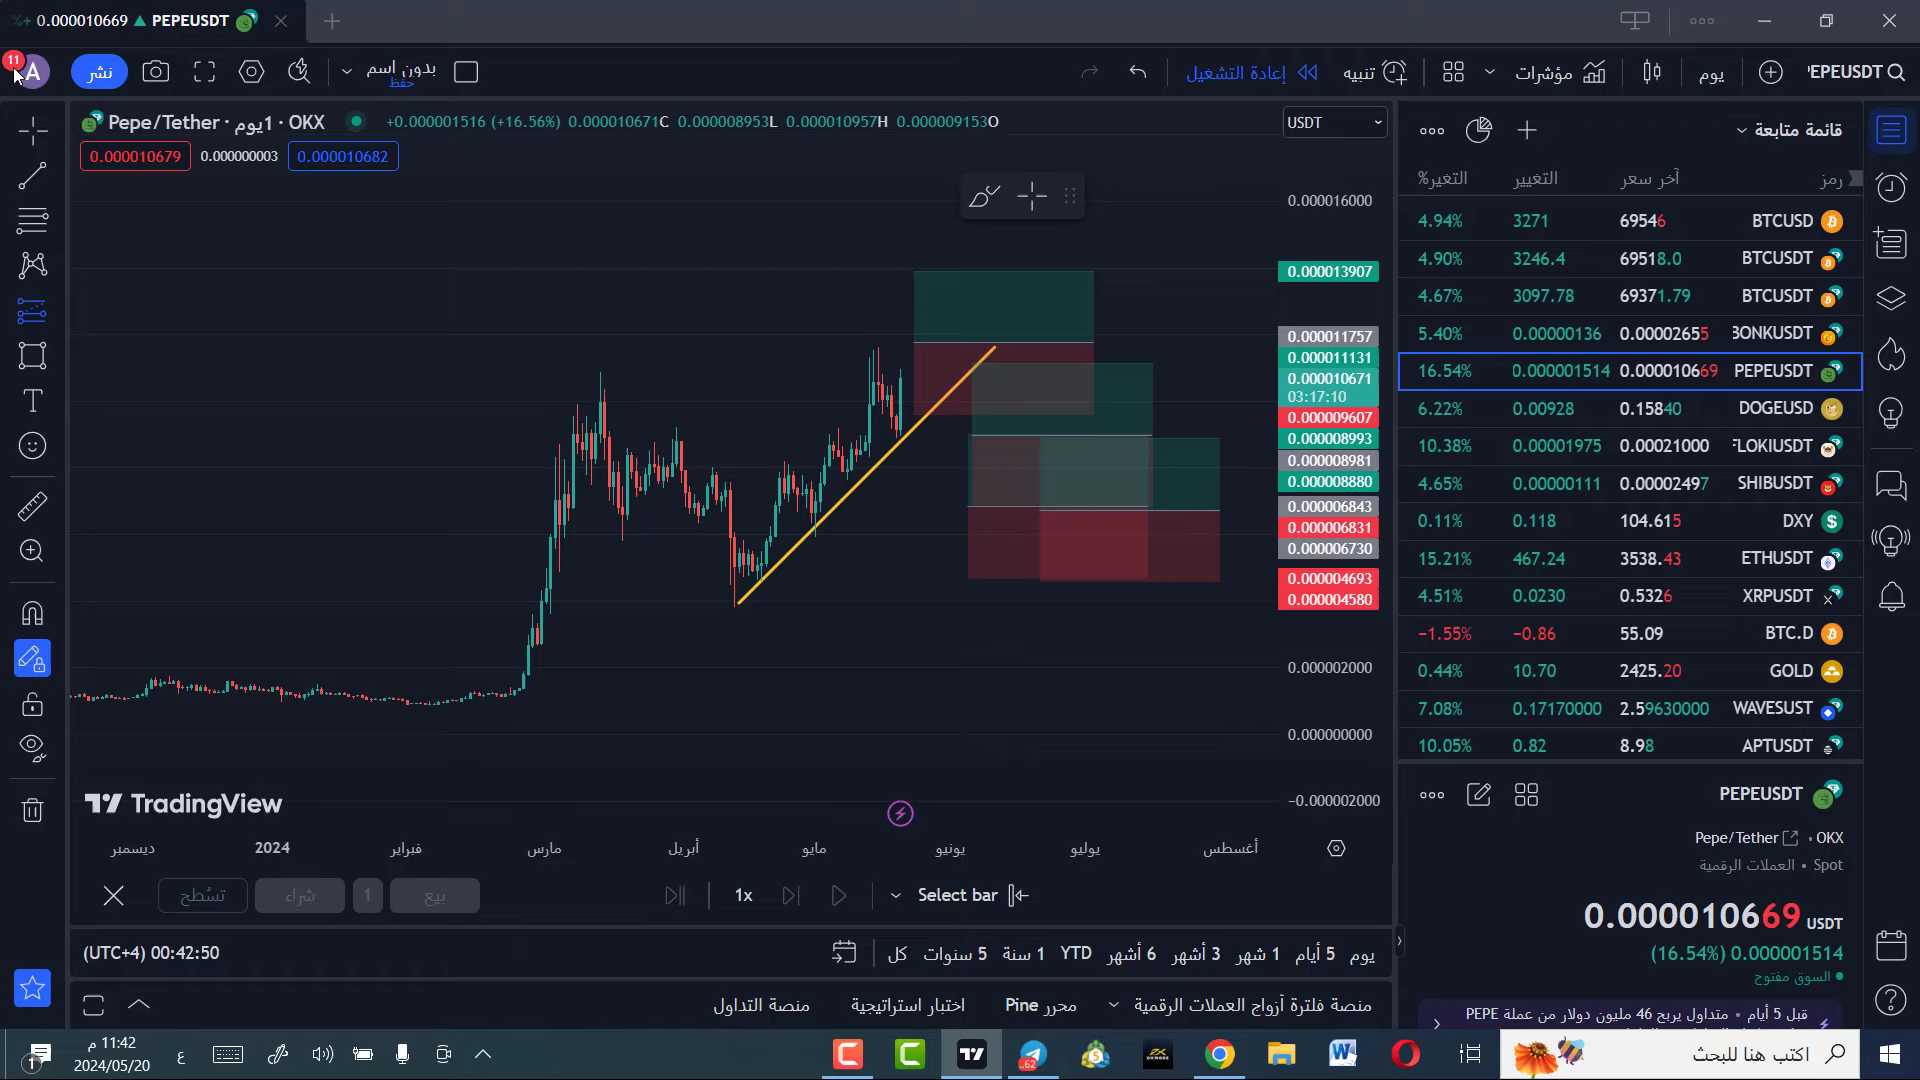 0.000010669 ▲ PEPEUSDT
11
A
نشر
بدون اسم
حفظ
إعادة التشغيل
تنبيه
مؤشرات
يوم
PEPEUSDT
Pepe/Tether · 1يوم · OKX
+0.000001516 (+16.56%) 0.000010671C 0.000008953L 0.000010957H 0.000009153O
USDT
0.000010679
0.000000003
0.000010682
0.000016000
0.000013907
0.000011757
0.000011131
0.000010671
03:17:10
0.000009607
0.000008993
0.000008981
0.000008880
0.000006843
0.000006831
0.000006730
0.000004693
0.000004580
0.000002000
0.000000000
−0.000002000
TradingView
ديسمبر 2024 فبراير مارس أبريل مايو يونيو يوليو أغسطس
تسُطح
شراء
1
بيع
1x
Select bar
(UTC+4) 00:42:50
كل 5 سنوات 1 سنة YTD 6 أشهر 3 أشهر 1 شهر 5 أيام يوم
منصة فلترة أزواج العملات الرقمية
محرر Pine
اختبار استراتيجية
منصة التداول
قائمة متابعة
رمز آخر سعر التغيير التغير%
BTCUSD 69546 3271 4.94%
BTCUSDT 69518.0 3246.4 4.90%
BTCUSDT 69371.79 3097.78 4.67%
BONKUSDT 0.00002655 0.00000136 5.40%
PEPEUSDT 0.000010669 0.000001514 16.54%
DOGEUSD 0.15840 0.00928 6.22%
FLOKIUSDT 0.00021000 0.00001975 10.38%
SHIBUSDT 0.00002497 0.00000111 4.65%
DXY 104.615 0.118 0.11%
ETHUSDT 3538.43 467.24 15.21%
XRPUSDT 0.5326 0.0230 4.51%
BTC.D 55.09 −0.86 −1.55%
GOLD 2425.20 10.70 0.44%
WAVESUST 2.59630000 0.17170000 7.08%
APTUSDT 8.98 0.82 10.05%
PEPEUSDT
Pepe/Tether · OKX
العملات الرقمية • Spot
0.000010669 USDT
(16.54%) 0.000001514
السوق مفتوح
قبل 5 أيام • متداول يربح 46 مليون دولار من عملة PEPE
11:42 م
2024/05/20
1
ع
62
اكتب هنا للبحث